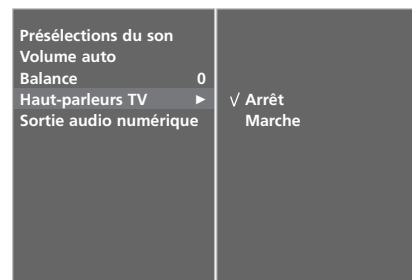 Présélections du son
Volume auto
Balance 0
Haut-parleurs TV ►
Sortie audio numérique
√ Arrêt
Marche